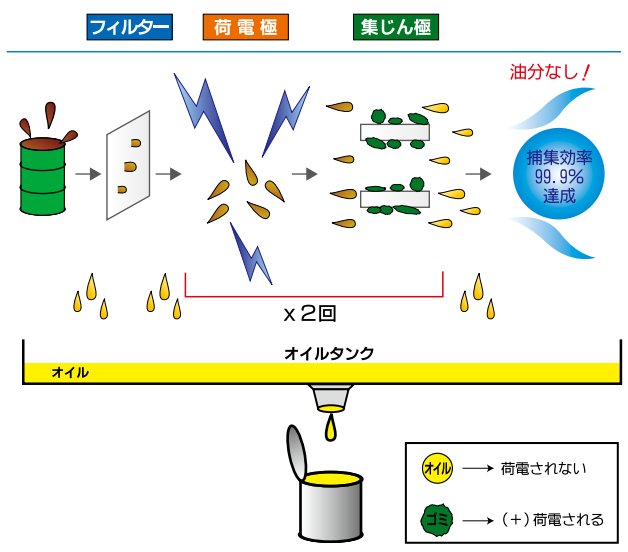 フィルター
荷電極
集じん極
油分なし!
捕集効率
99.9%
達成
x2回
オイルタンク
オイル
オイル
荷電されない
ゴミ
(+)荷電される